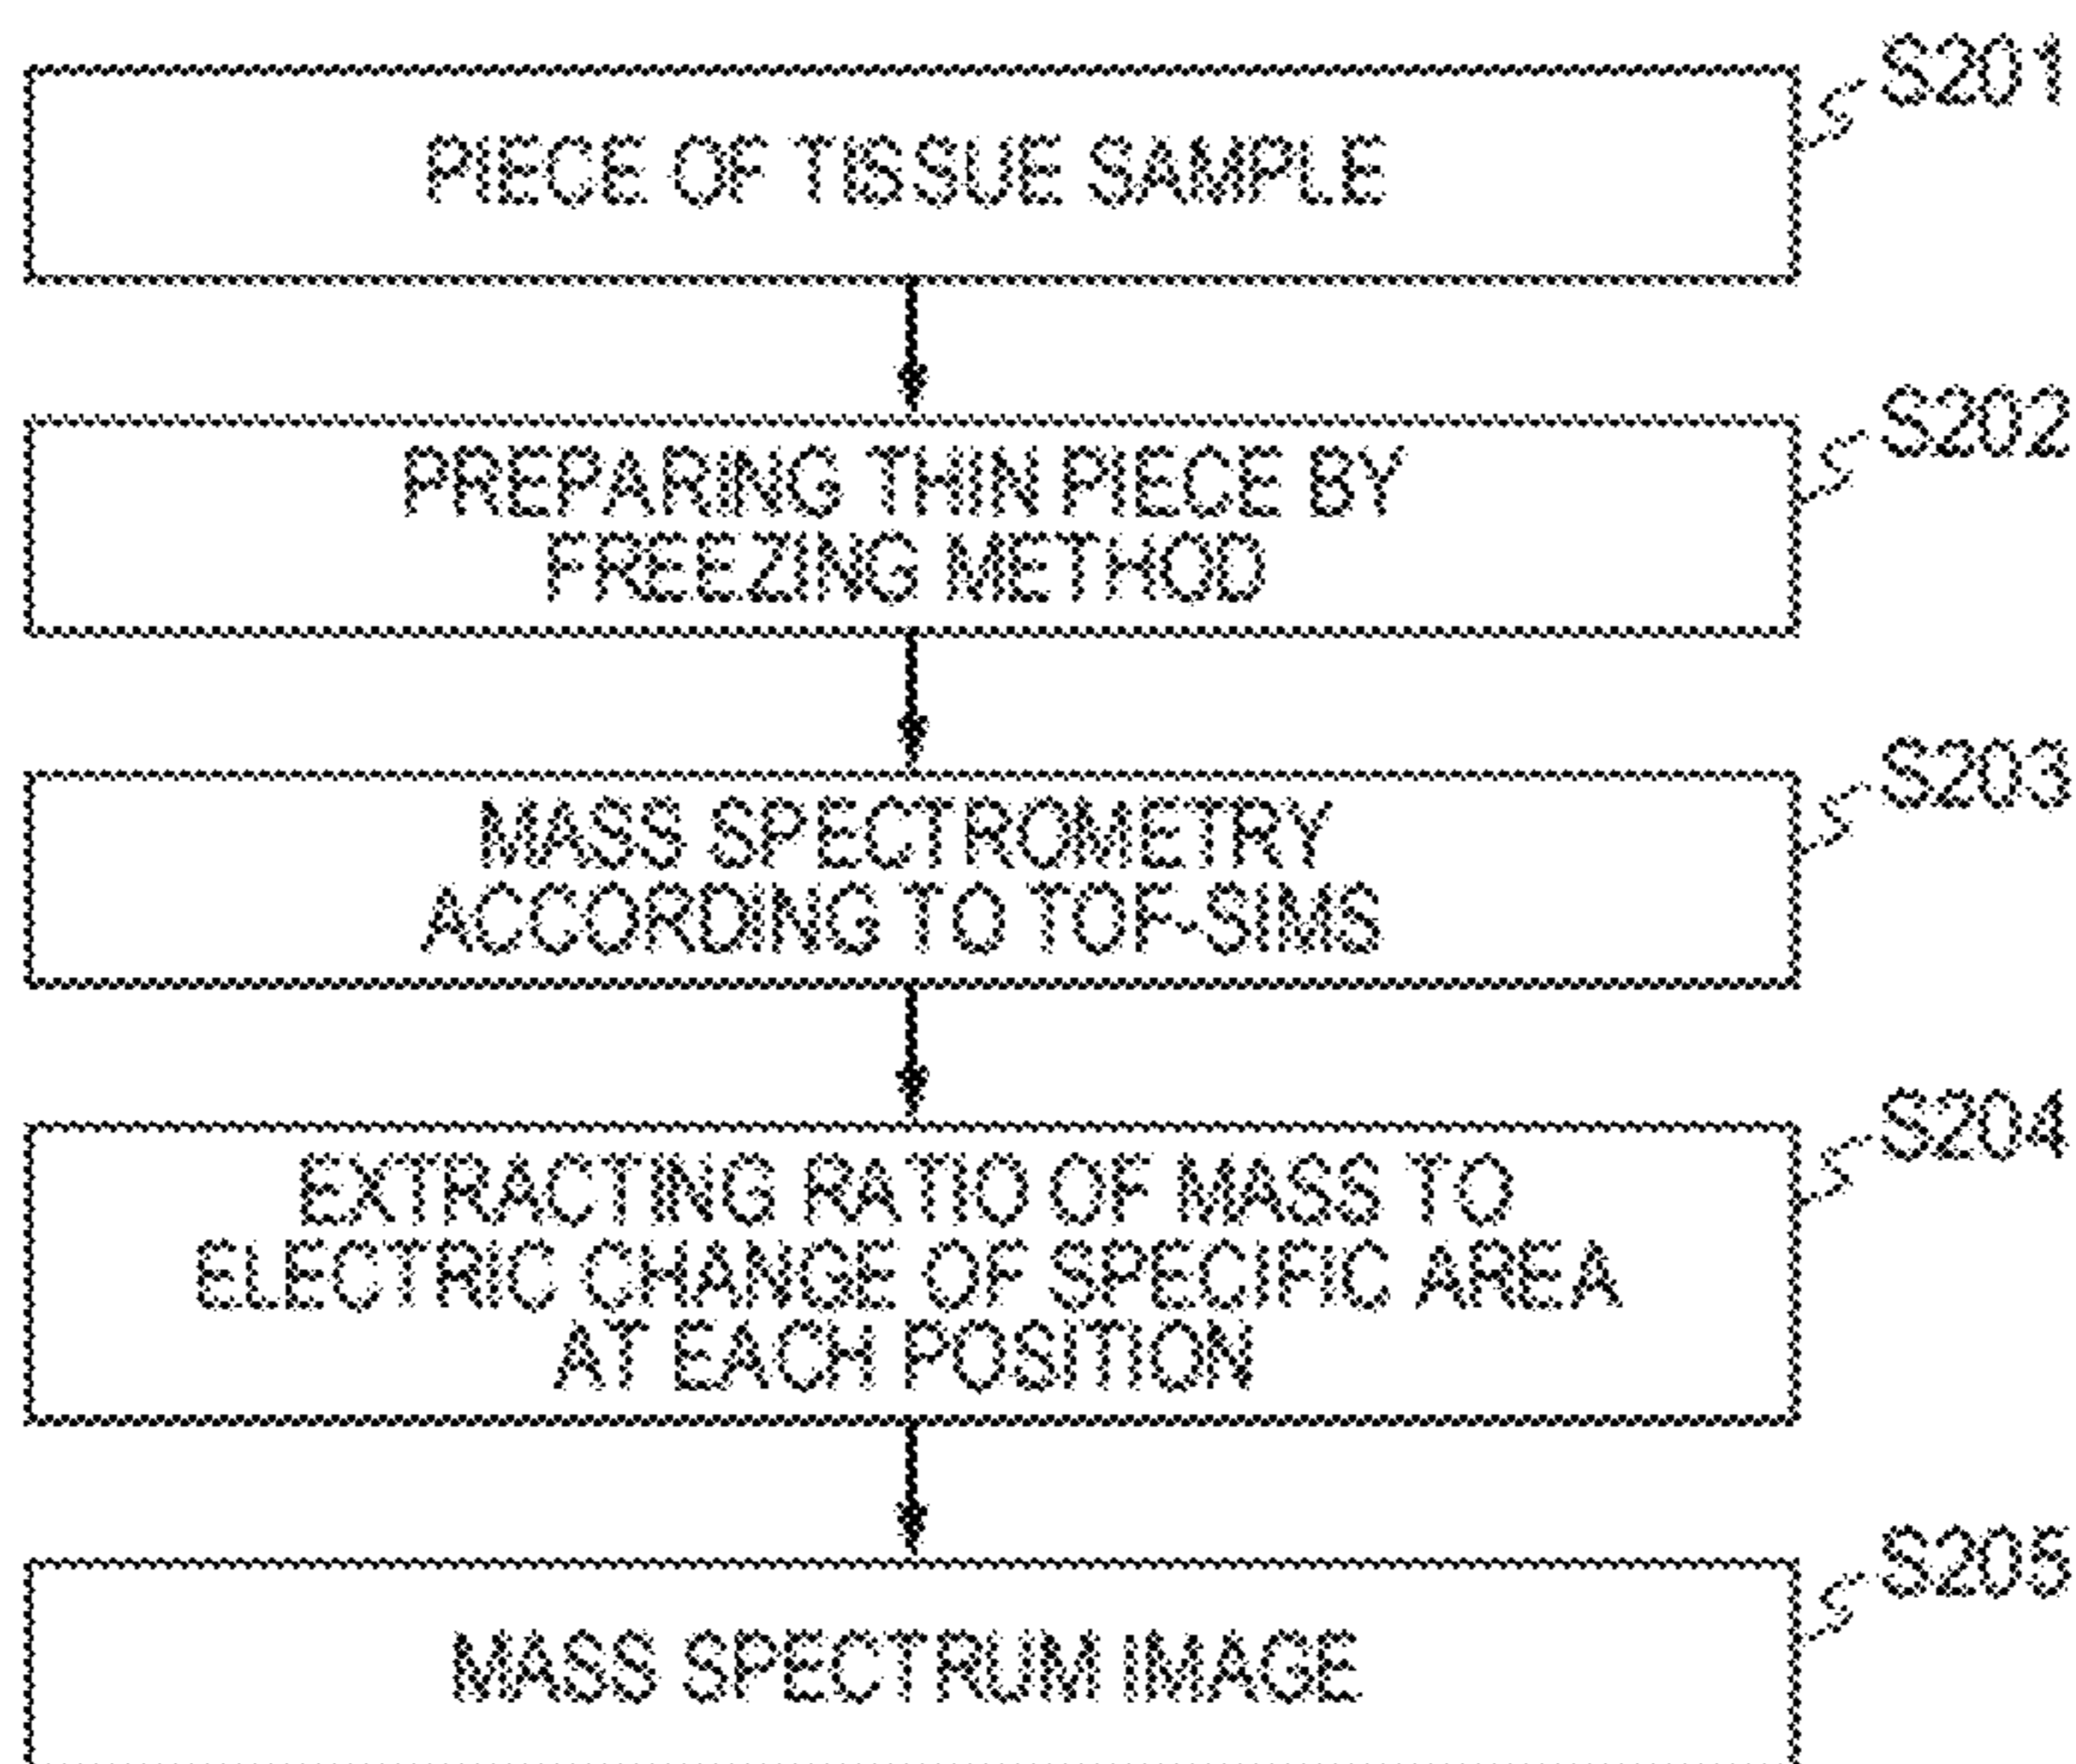 S201
PIECE OF TISSUE SAMPLE
S202
PREPARING THIN PIECE BY
FREEZING METHOD
S203
MASS SPECTROMETRY
ACCORDING TO TOF-SIMS
S204
EXTRACTING RATIO OF MASS TO
ELECTRIC CHANGE OF SPECIFIC AREA
AT EACH POSITION
S205
MASS SPECTRUM IMAGE